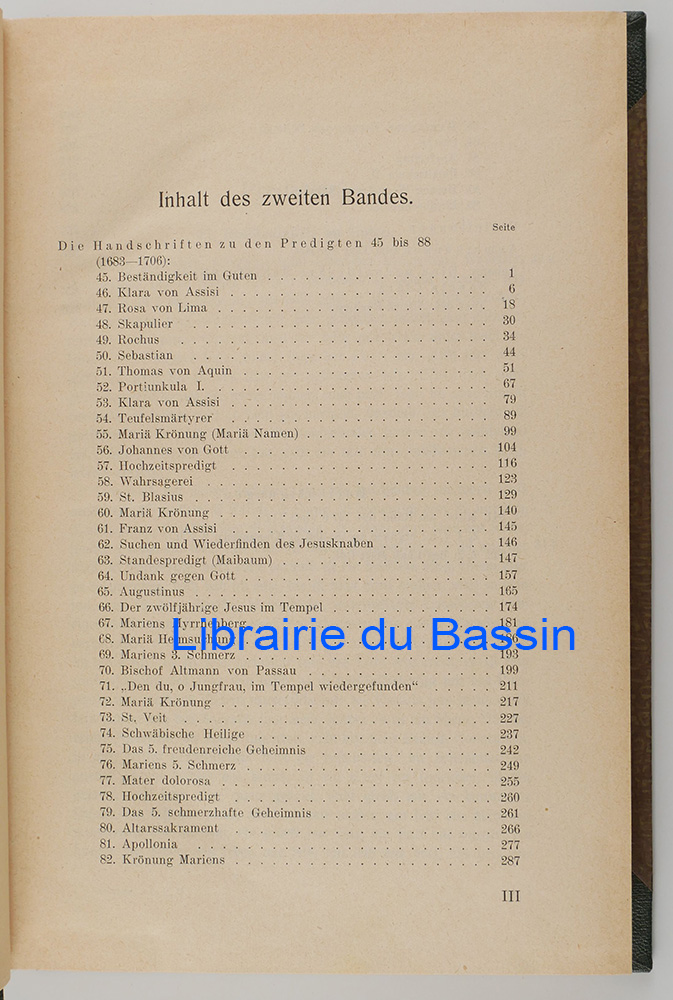 Inhalt des zweiten Bandes.
Seite
Die Handschriften zu den Predigten 45 bis 88
(1683—1706):
45. Beständigkeit im Guten . . . . . . . . . . . . . . . . 1
46. Klara von Assisi . . . . . . . . . . . . . . . . . . 6
47. Rosa von Lima . . . . . . . . . . . . . . . . . . . 18
48. Skapulier . . . . . . . . . . . . . . . . . . . . 30
49. Rochus . . . . . . . . . . . . . . . . . . . . . 34
50. Sebastian . . . . . . . . . . . . . . . . . . . . 44
51. Thomas von Aquin . . . . . . . . . . . . . . . . . 51
52. Portiunkula I. . . . . . . . . . . . . . . . . . . . 67
53. Klara von Assisi . . . . . . . . . . . . . . . . . . 79
54. Teufelsmärtyrer . . . . . . . . . . . . . . . . . . 89
55. Mariä Krönung (Mariä Namen) . . . . . . . . . . . . . 99
56. Johannes von Gott . . . . . . . . . . . . . . . . . 104
57. Hochzeitspredigt . . . . . . . . . . . . . . . . . . 116
58. Wahrsagerei . . . . . . . . . . . . . . . . . . . 123
59. St. Blasius . . . . . . . . . . . . . . . . . . . . 129
60. Mariä Krönung . . . . . . . . . . . . . . . . . . . 140
61. Franz von Assisi . . . . . . . . . . . . . . . . . . 145
62. Suchen und Wiederfinden des Jesusknaben . . . . . . . . 146
63. Standespredigt (Maibaum) . . . . . . . . . . . . . . . 147
64. Undank gegen Gott . . . . . . . . . . . . . . . . . 157
65. Augustinus . . . . . . . . . . . . . . . . . . . . 165
66. Der zwölfjährige Jesus im Tempel . . . . . . . . . . . 174
67. Mariens Myrrhenberg . . . . . . . . . . . . . . . . . 181
Librairie du Bassin
68. Mariä Heimsuchung 186
69. Mariens 3. Schmerz . . . . . . . . . . . . . . . . . 193
70. Bischof Altmann von Passau . . . . . . . . . . . . . . 199
71. „Den du, o Jungfrau, im Tempel wiedergefunden“ . . . . . 211
72. Mariä Krönung . . . . . . . . . . . . . . . . . . . 217
73. St. Veit . . . . . . . . . . . . . . . . . . . . . 227
74. Schwäbische Heilige . . . . . . . . . . . . . . . . . 237
75. Das 5. freudenreiche Geheimnis . . . . . . . . . . . . 242
76. Mariens 5. Schmerz . . . . . . . . . . . . . . . . . 249
77. Mater dolorosa . . . . . . . . . . . . . . . . . . . 255
78. Hochzeitspredigt . . . . . . . . . . . . . . . . . . 260
79. Das 5. schmerzhafte Geheimnis . . . . . . . . . . . . 261
80. Altarssakrament . . . . . . . . . . . . . . . . . . 266
81. Apollonia . . . . . . . . . . . . . . . . . . . . 277
82. Krönung Mariens . . . . . . . . . . . . . . . . . . 287
III